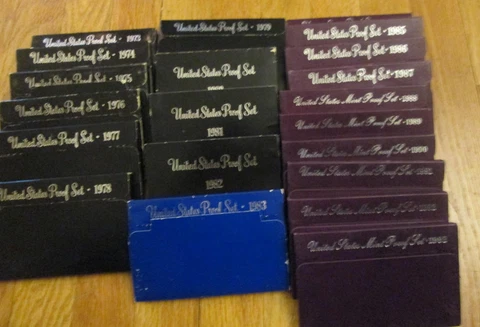 United States Proof Set - 1973
United States Proof Set - 1974
United States Proof Set - 1975
United States Proof Set - 1976
United States Proof Set - 1977
United States Proof Set - 1978
United States Proof Set - 1979
United States Proof Set
United States Proof Set
1981
United States Proof Set
1982
United States Proof Set - 1983
United States Proof Set - 1985
United States Proof Set - 1986
United States Proof Set - 1987
United States Mint Proof Set - 1988
United States Mint Proof Set - 1989
United States Mint Proof Set - 1990
United States Mint Proof Set
United States Mint Proof Set
United States Mint Proof Set